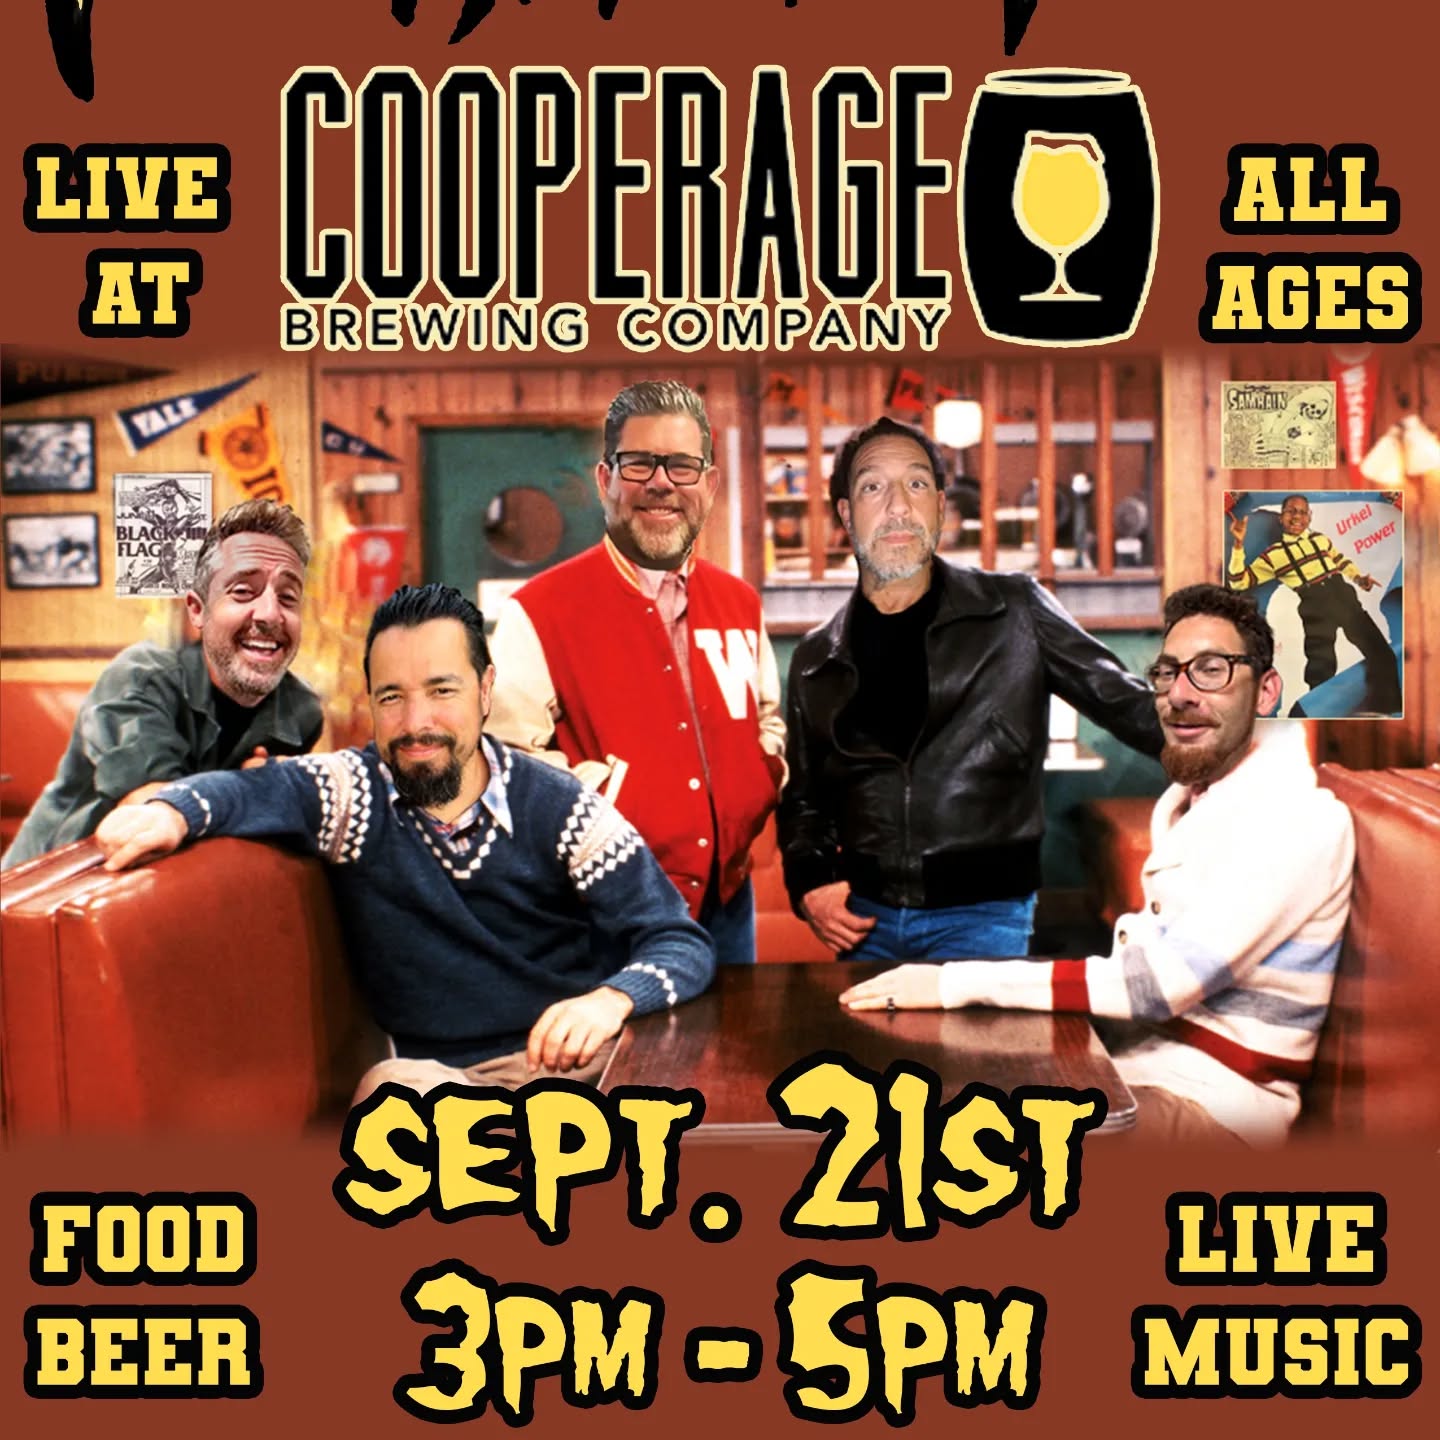 COOPERAGE
BREWING COMPANY
LIVE
AT
ALL
AGES
YALE
SAMHAIN
BLACK
FLAG
Urkel
Power
W
SEPT. 21ST
3PM - 5PM
FOOD
BEER
LIVE
MUSIC